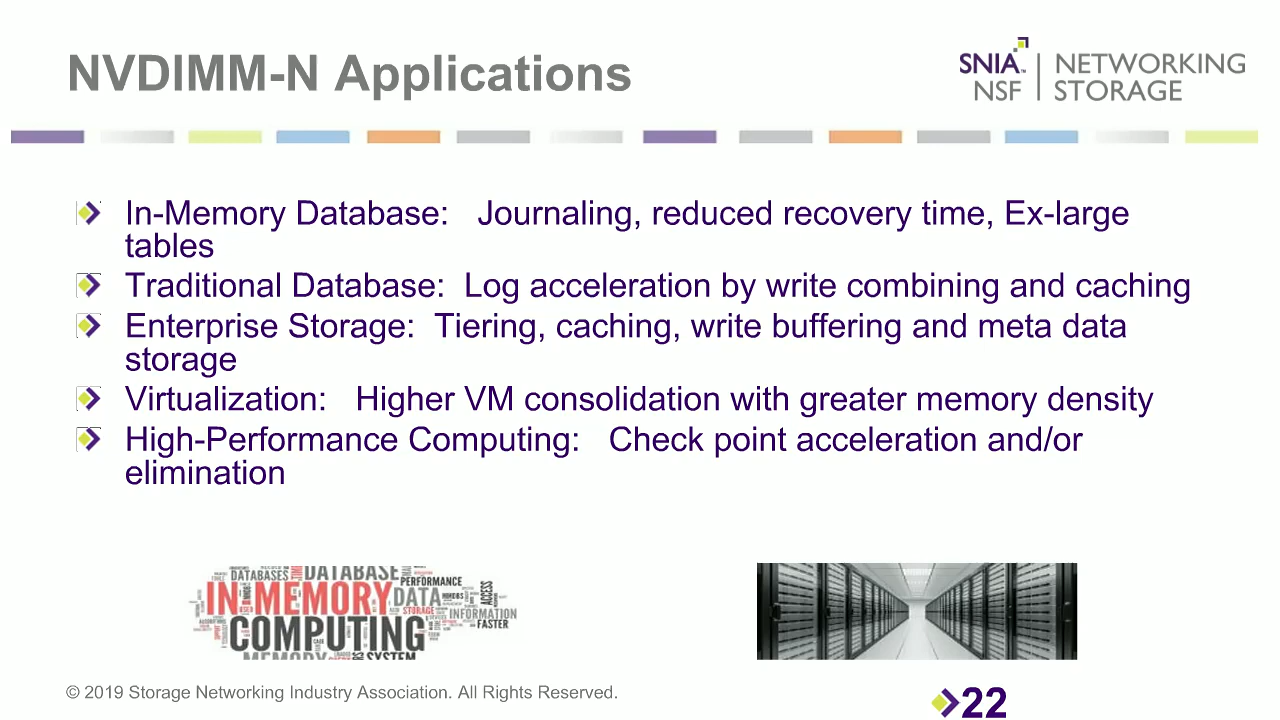 NVDIMM-N Applications
SNIA™ NETWORKING
NSF STORAGE
In-Memory Database: Journaling, reduced recovery time, Ex-large
tables
Traditional Database: Log acceleration by write combining and caching
Enterprise Storage: Tiering, caching, write buffering and meta data
storage
Virtualization: Higher VM consolidation with greater memory density
High-Performance Computing: Check point acceleration and/or
elimination
DATABASES DATABASE
PERFORMANCE
IN-MEMORY DATA
ACCESS
STORAGE INFORMATION
COMPUTING FASTER
MEMORY SYSTEM
© 2019 Storage Networking Industry Association. All Rights Reserved.
22